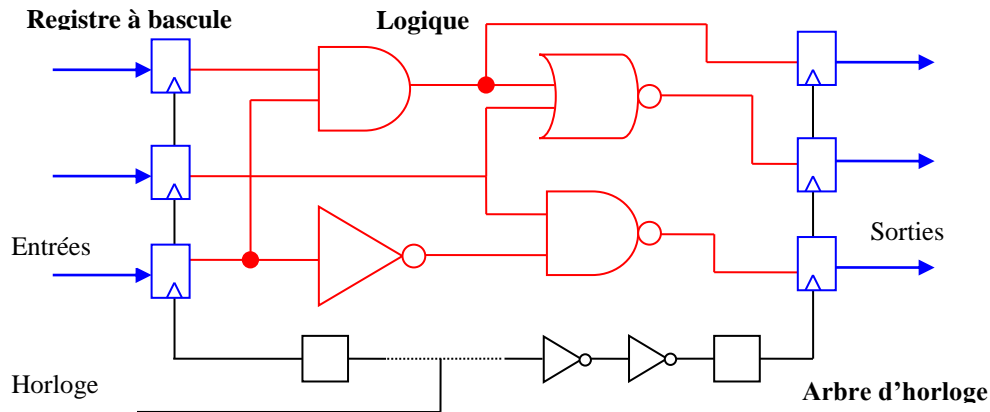 Registre à bascule
Logique
Entrées
Sorties
Horloge
Arbre d’horloge